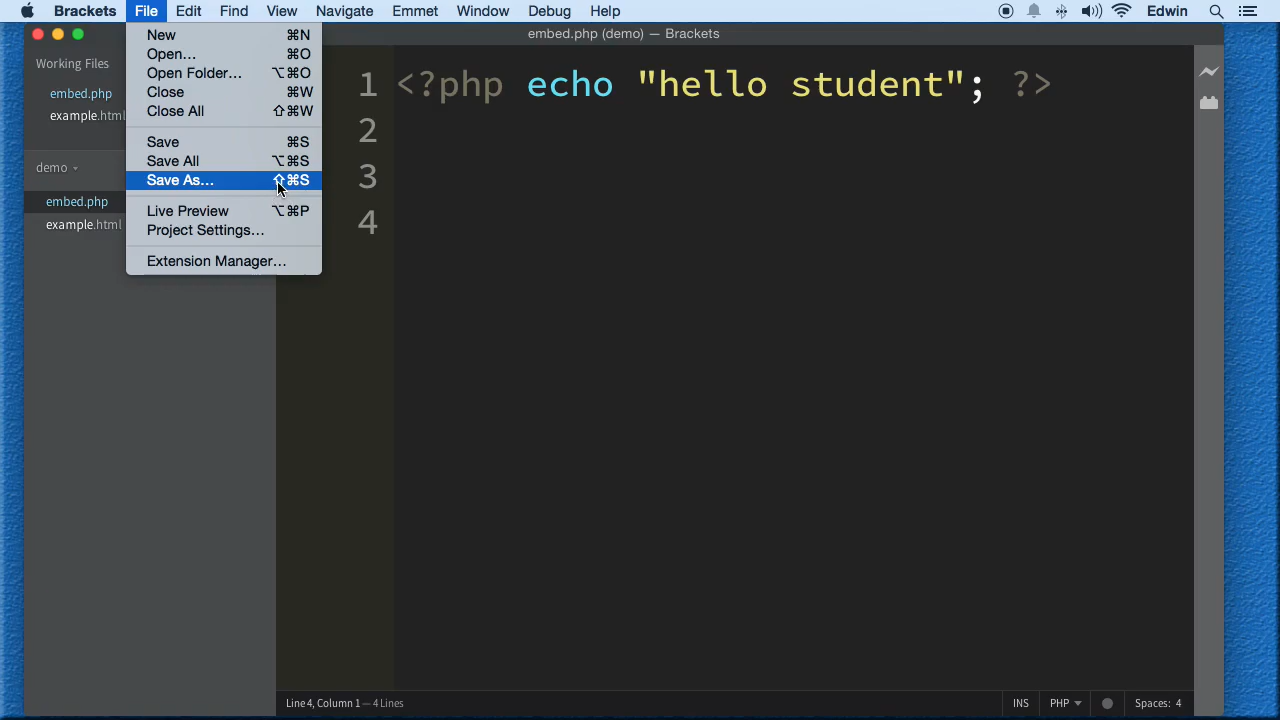 Brackets File Edit Find View Navigate Emmet Window Debug Help Edwin
embed.php (demo) — Brackets
Working Files
embed.php
example.html
demo
embed.php
example.html
New ⌘N
Open... ⌘O
Open Folder... ⌥⌘O
Close ⌘W
Close All ⇧⌘W
Save ⌘S
Save All ⌥⌘S
Save As... ⇧⌘S
Live Preview ⌥⌘P
Project Settings...
Extension Manager...
1 <?php echo "hello student"; ?>
2
3
4
Line 4, Column 1 — 4 Lines INS PHP Spaces: 4